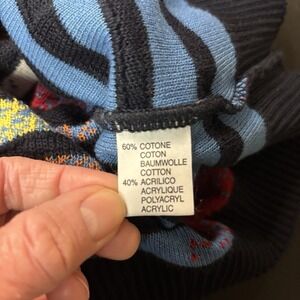 60% COTONE
COTON
BAUMWOLLE
COTTON
40% ACRILICO
ACRYLIQUE
POLYACRYL
ACRYLIC